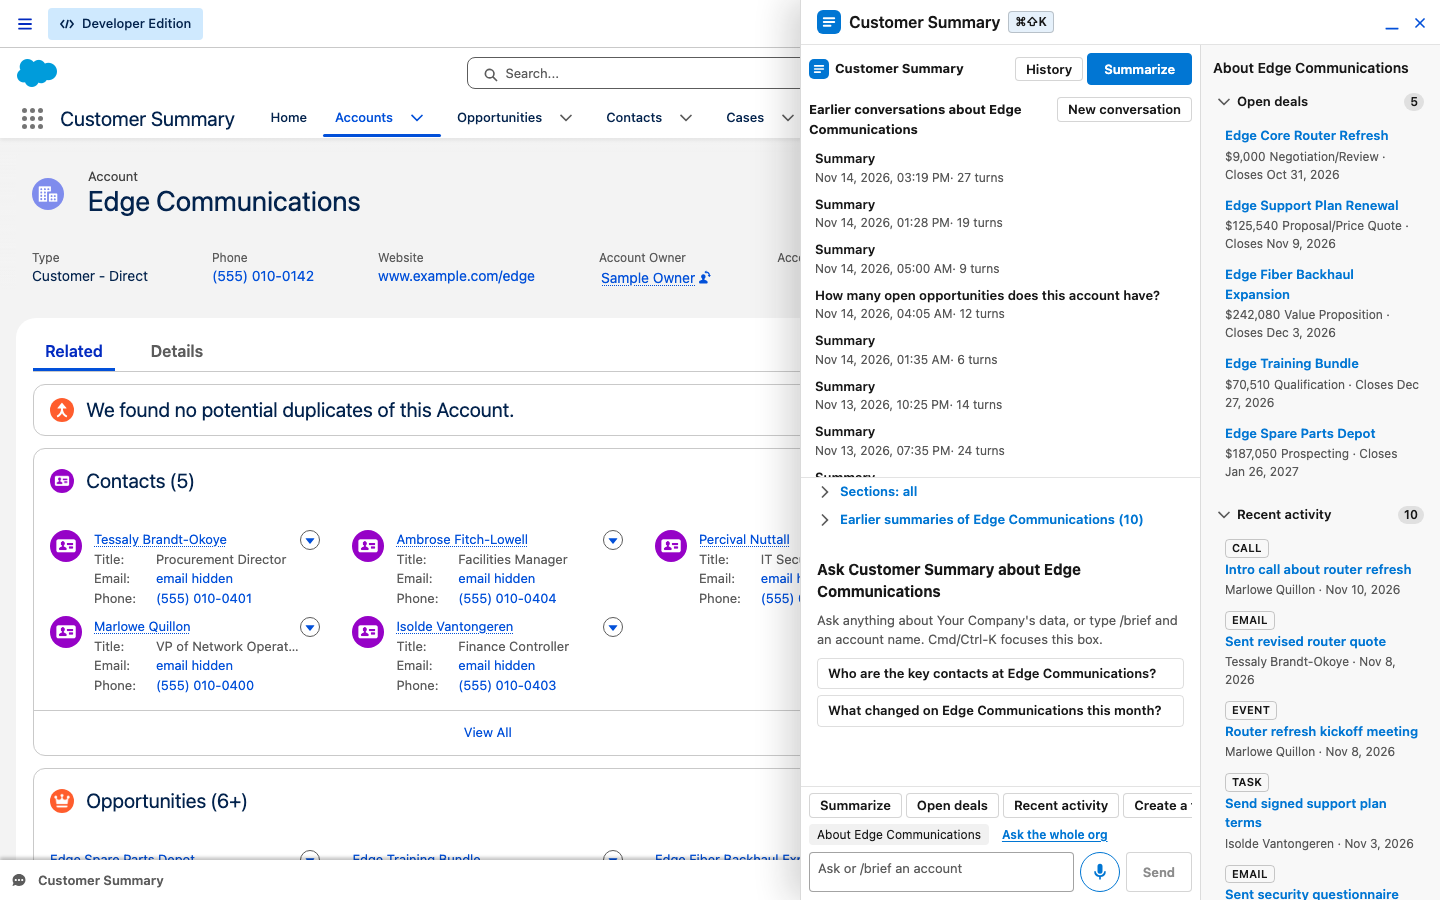 Developer Edition
Search...
Customer Summary
Home
Accounts
Opportunities
Contacts
Cases
Account
Edge Communications
Type
Customer - Direct
Phone
(555) 010-0142
Website
www.example.com/edge
Account Owner
Sample Owner
Related
Details
We found no potential duplicates of this Account.
Contacts (5)
Tessaly Brandt-Okoye
Title: Procurement Director
Email: email hidden
Phone: (555) 010-0401
Ambrose Fitch-Lowell
Title: Facilities Manager
Email: email hidden
Phone: (555) 010-0404
Percival Nuttall
Title: IT
Email:
Phone: (555)
Marlowe Quillon
Title: VP of Network Operat...
Email: email hidden
Phone: (555) 010-0400
Isolde Vantongeren
Title: Finance Controller
Email: email hidden
Phone: (555) 010-0403
View All
Opportunities (6+)
Edge Spare Parts Depot
Edge Training Bundle
Edge Fiber Backhaul
Customer Summary
Customer Summary ⌘⇧K
Customer Summary
History
Summarize
Earlier conversations about Edge
Communications
New conversation
Summary
Nov 14, 2026, 03:19 PM· 27 turns
Summary
Nov 14, 2026, 01:28 PM· 19 turns
Summary
Nov 14, 2026, 05:00 AM· 9 turns
How many open opportunities does this account have?
Nov 14, 2026, 04:05 AM· 12 turns
Summary
Nov 14, 2026, 01:35 AM· 6 turns
Summary
Nov 13, 2026, 10:25 PM· 14 turns
Summary
Nov 13, 2026, 07:35 PM· 24 turns
Summary
Sections: all
Earlier summaries of Edge Communications (10)
Ask Customer Summary about Edge
Communications
Ask anything about Your Company's data, or type /brief and
an account name. Cmd/Ctrl-K focuses this box.
Who are the key contacts at Edge Communications?
What changed on Edge Communications this month?
Summarize
Open deals
Recent activity
Create a
About Edge Communications
Ask the whole org
Ask or /brief an account
Send
About Edge Communications
Open deals 5
Edge Core Router Refresh
$9,000 Negotiation/Review ·
Closes Oct 31, 2026
Edge Support Plan Renewal
$125,540 Proposal/Price Quote ·
Closes Nov 9, 2026
Edge Fiber Backhaul
Expansion
$242,080 Value Proposition ·
Closes Dec 3, 2026
Edge Training Bundle
$70,510 Qualification · Closes Dec
27, 2026
Edge Spare Parts Depot
$187,050 Prospecting · Closes
Jan 26, 2027
Recent activity 10
CALL
Intro call about router refresh
Marlowe Quillon · Nov 10, 2026
EMAIL
Sent revised router quote
Tessaly Brandt-Okoye · Nov 8,
2026
EVENT
Router refresh kickoff meeting
Marlowe Quillon · Nov 8, 2026
TASK
Send signed support plan
terms
Isolde Vantongeren · Nov 3, 2026
EMAIL
Sent security questionnaire